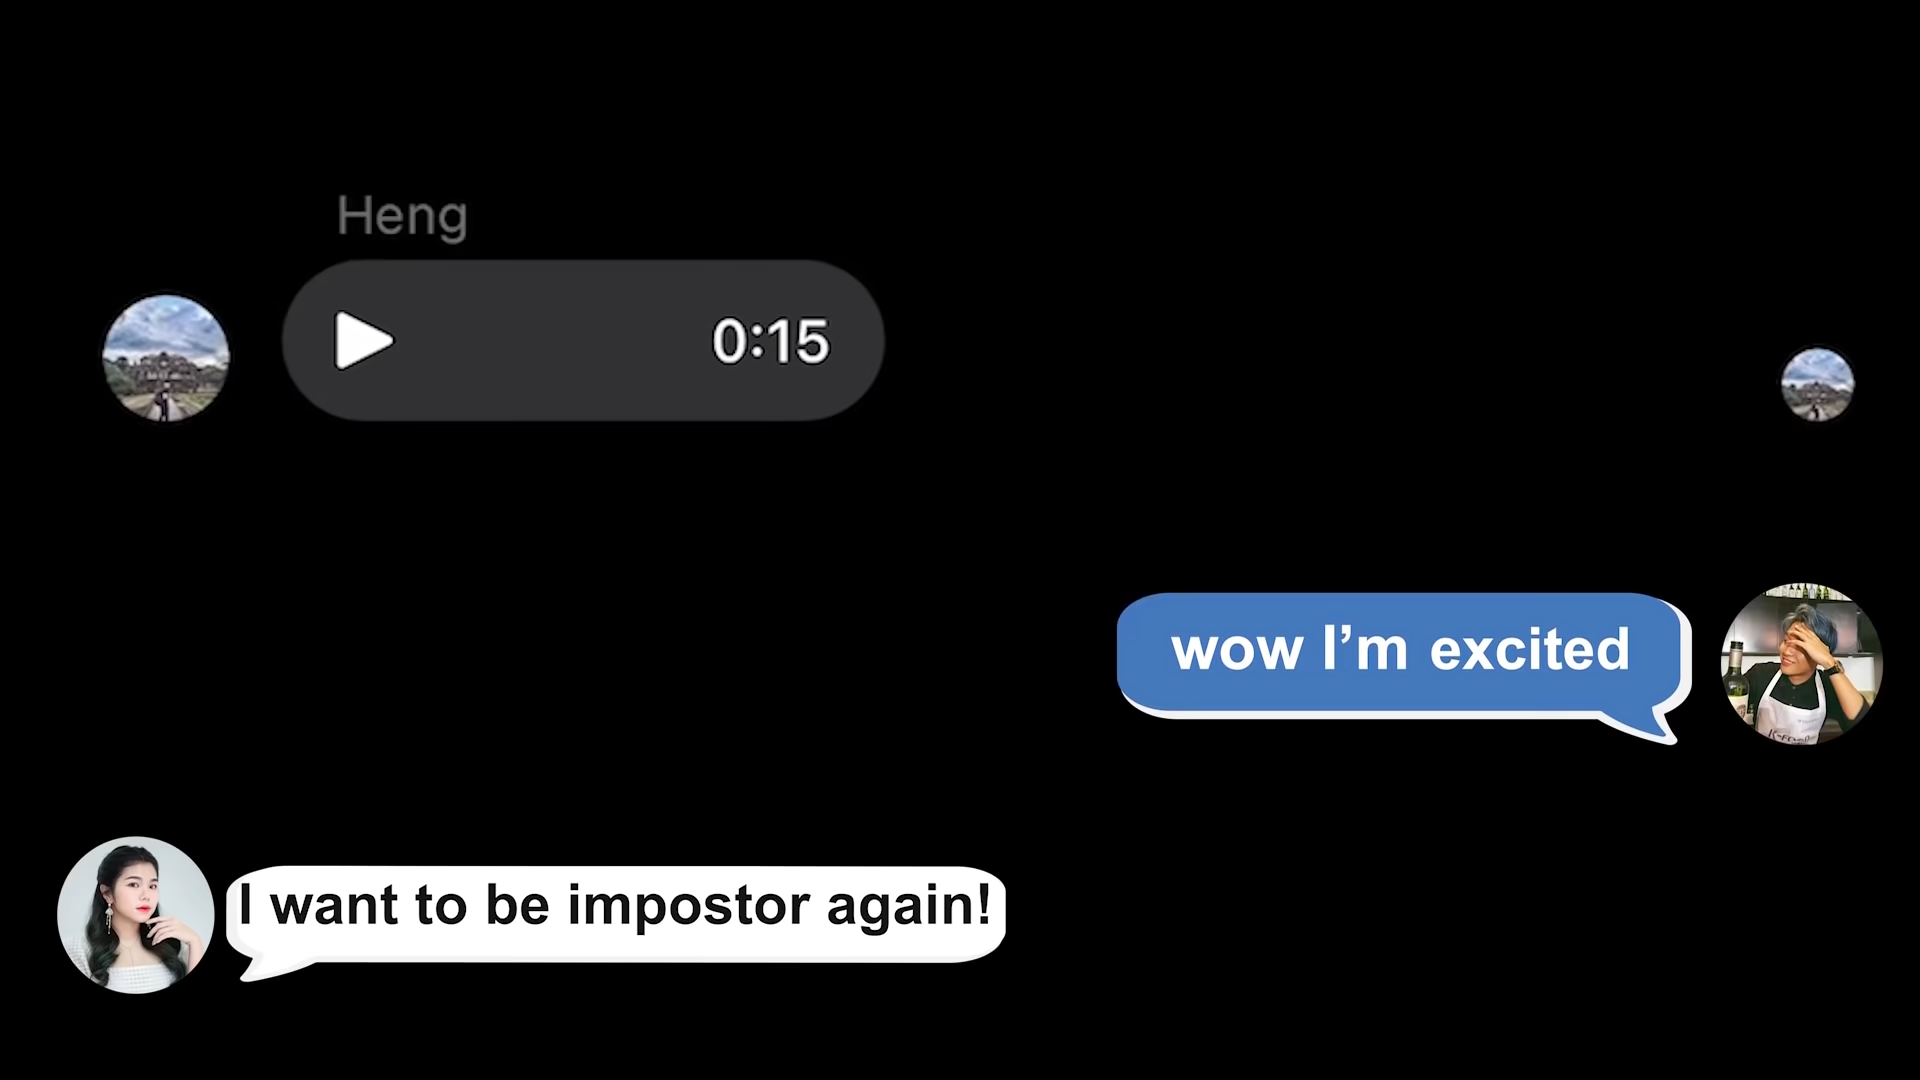 Heng
0:15
wow I’m excited
I want to be impostor again!